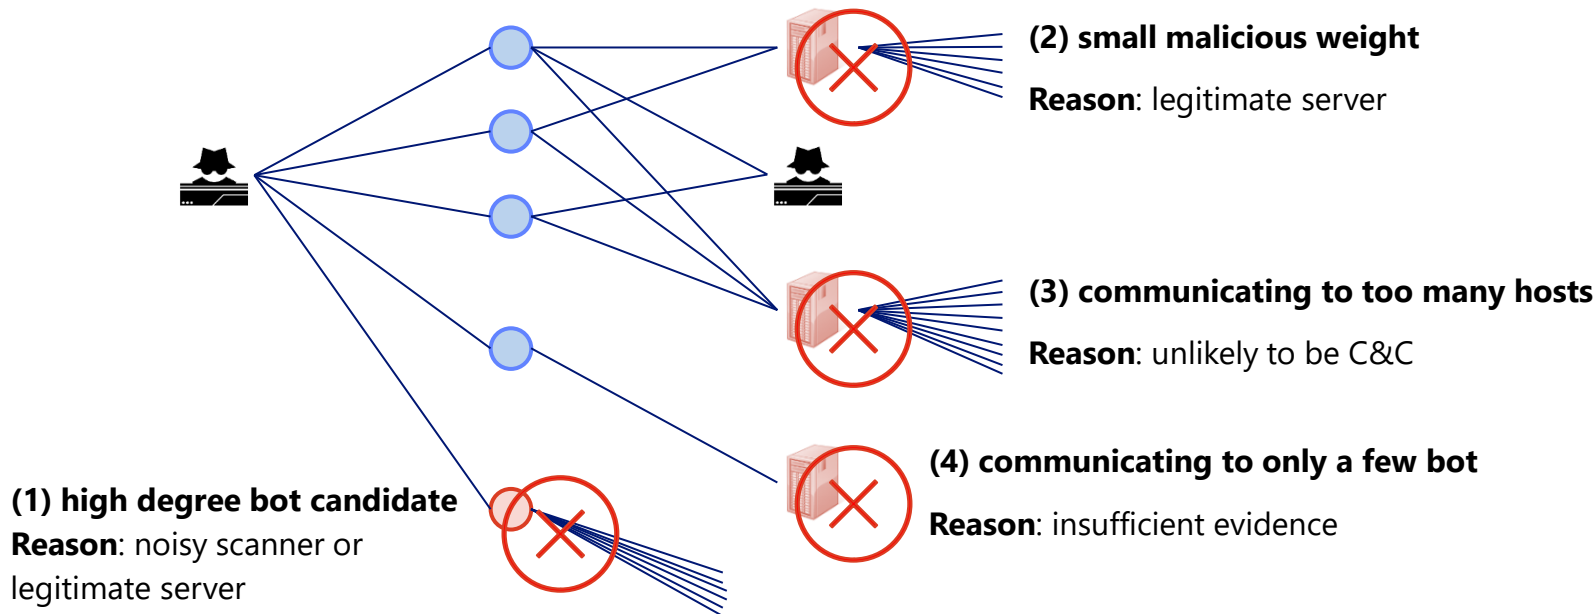 (2) small malicious weight
Reason: legitimate server
(3) communicating to too many hosts
Reason: unlikely to be C&C
(4) communicating to only a few bot
Reason: insufficient evidence
(1) high degree bot candidate
Reason: noisy scanner or
legitimate server